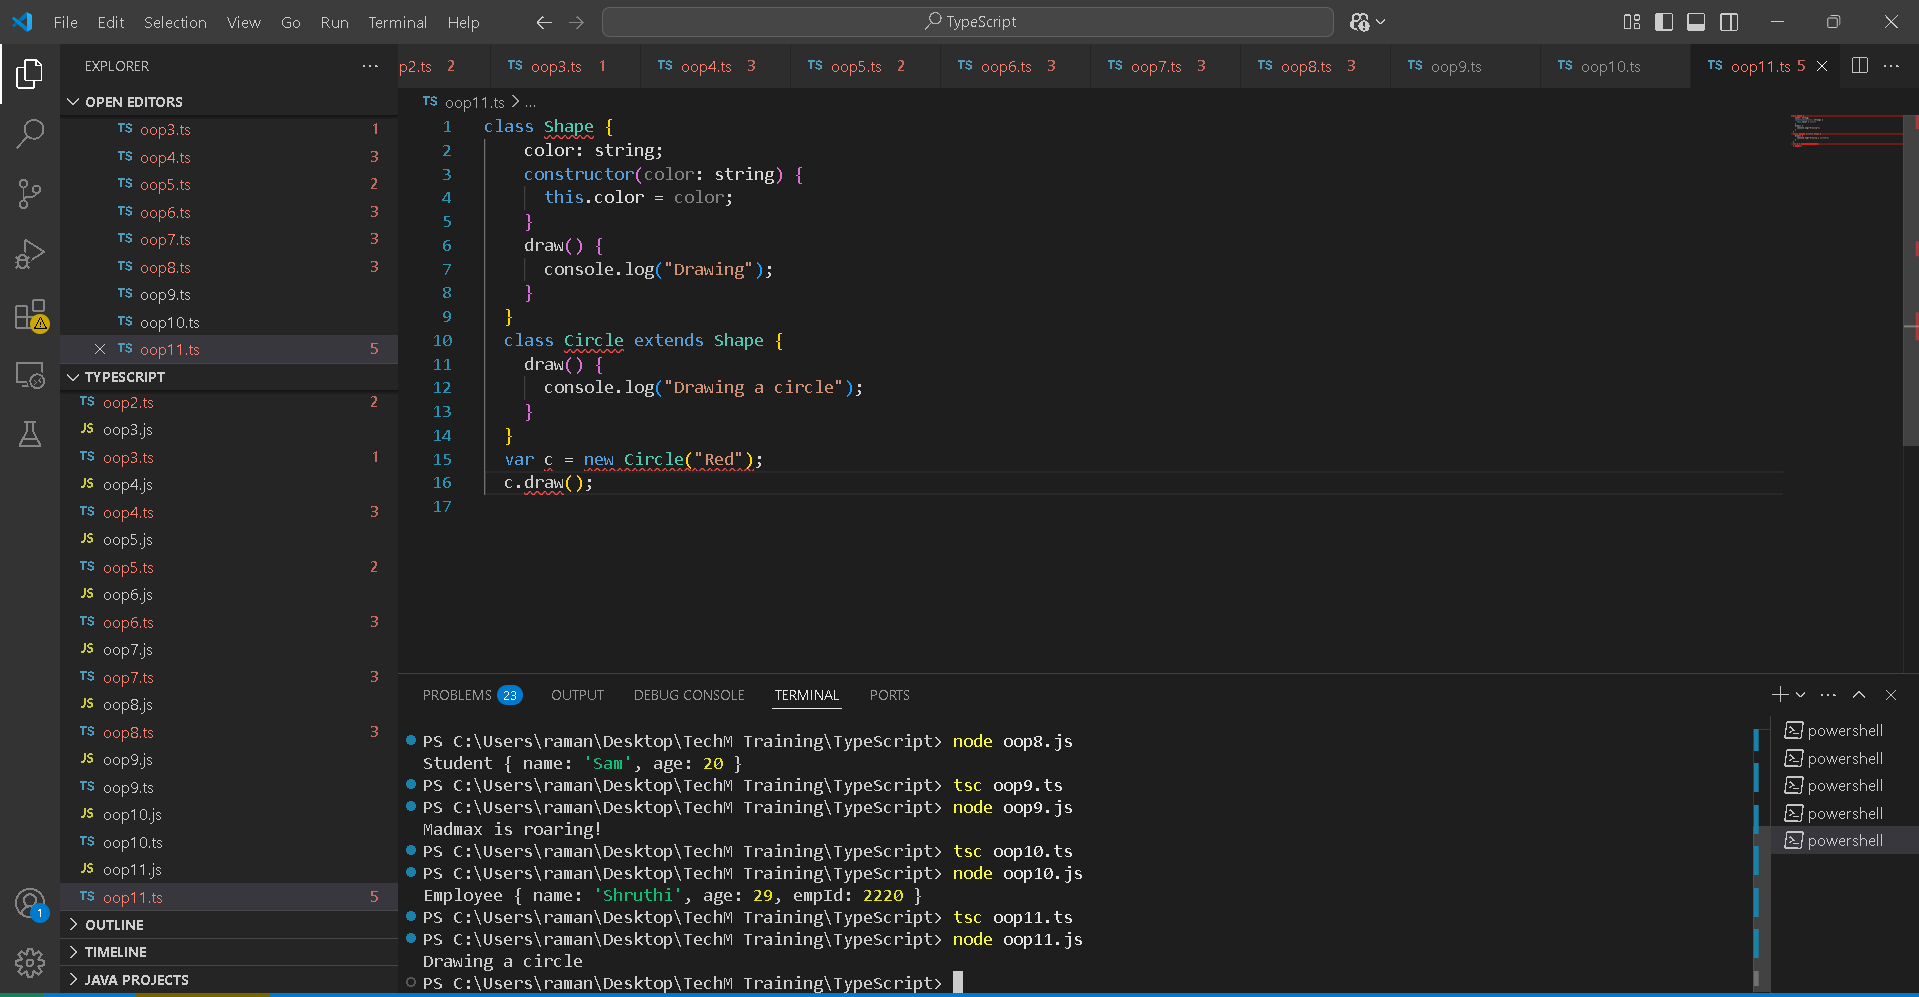 File Edit Selection View Go Run Terminal Help
TypeScript
EXPLORER
OPEN EDITORS
TS oop3.ts 1
TS oop4.ts 3
TS oop5.ts 2
TS oop6.ts 3
TS oop7.ts 3
TS oop8.ts 3
TS oop9.ts
TS oop10.ts
TS oop11.ts 5
TYPESCRIPT
TS oop2.ts 2
JS oop3.js
TS oop3.ts 1
JS oop4.js
TS oop4.ts 3
JS oop5.js
TS oop5.ts 2
JS oop6.js
TS oop6.ts 3
JS oop7.js
TS oop7.ts 3
JS oop8.js
TS oop8.ts 3
JS oop9.js
TS oop9.ts
JS oop10.js
TS oop10.ts
JS oop11.js
TS oop11.ts 5
OUTLINE
TIMELINE
JAVA PROJECTS
1
p2.ts 2 TS oop3.ts 1 TS oop4.ts 3 TS oop5.ts 2 TS oop6.ts 3 TS oop7.ts 3 TS oop8.ts 3 TS oop9.ts TS oop10.ts TS oop11.ts 5
TS oop11.ts > ...
1 class Shape {
2 color: string;
3 constructor(color: string) {
4 this.color = color;
5 }
6 draw() {
7 console.log("Drawing");
8 }
9 }
10 class Circle extends Shape {
11 draw() {
12 console.log("Drawing a circle");
13 }
14 }
15 var c = new Circle("Red");
16 c.draw();
17
PROBLEMS 23 OUTPUT DEBUG CONSOLE TERMINAL PORTS
PS C:\Users\raman\Desktop\TechM Training\TypeScript> node oop8.js
Student { name: 'Sam', age: 20 }
PS C:\Users\raman\Desktop\TechM Training\TypeScript> tsc oop9.ts
PS C:\Users\raman\Desktop\TechM Training\TypeScript> node oop9.js
Madmax is roaring!
PS C:\Users\raman\Desktop\TechM Training\TypeScript> tsc oop10.ts
PS C:\Users\raman\Desktop\TechM Training\TypeScript> node oop10.js
Employee { name: 'Shruthi', age: 29, empId: 2220 }
PS C:\Users\raman\Desktop\TechM Training\TypeScript> tsc oop11.ts
PS C:\Users\raman\Desktop\TechM Training\TypeScript> node oop11.js
Drawing a circle
PS C:\Users\raman\Desktop\TechM Training\TypeScript>
powershell
powershell
powershell
powershell
powershell